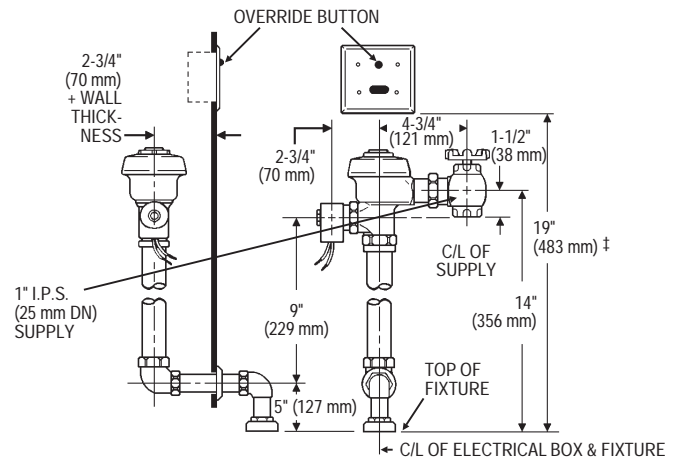 OVERRIDE BUTTON
2-3/4"
(70 mm)
+ WALL
THICK-
NESS
4-3/4"
(121 mm)
2-3/4"
(70 mm)
1-1/2"
(38 mm)
19"
(483 mm) ‡
C/L OF
SUPPLY
1" I.P.S.
(25 mm DN)
SUPPLY
9"
(229 mm)
14"
(356 mm)
TOP OF
FIXTURE
5" (127 mm)
C/L OF ELECTRICAL BOX & FIXTURE